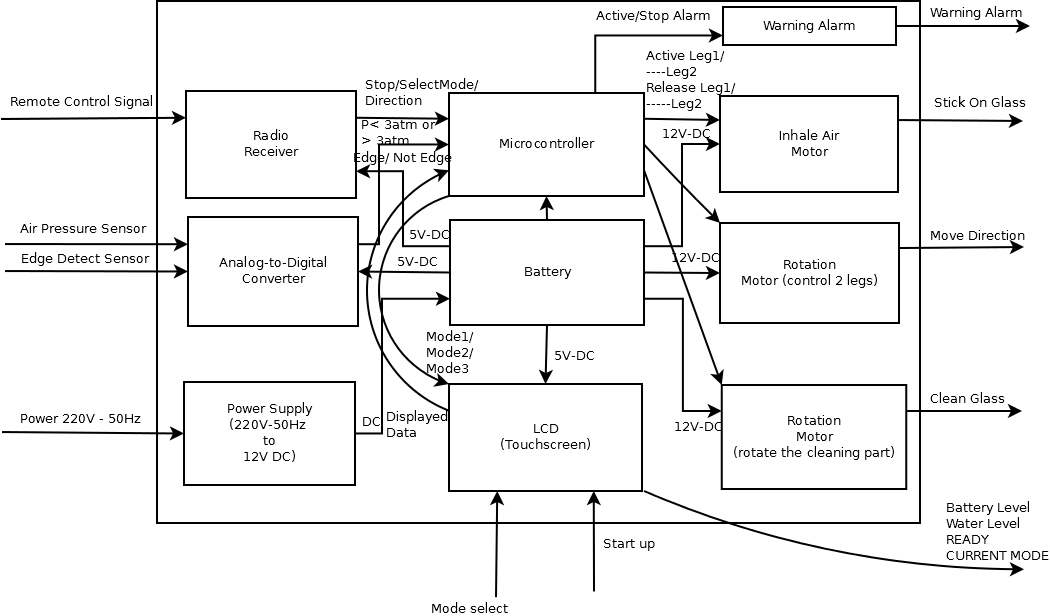 Active/Stop Alarm
Warning Alarm
Warning Alarm
Remote Control Signal
Stop/SelectMode/
Direction
Active Leg1/
----Leg2
Release Leg1/
-----Leg2
Stick On Glass
Radio
Receiver
P< 3atm or
> 3atm
Edge/ Not Edge
Microcontroller
12V-DC
Inhale Air
Motor
Air Pressure Sensor
Edge Detect Sensor
Analog-to-Digital
Converter
5V-DC
5V-DC
Battery
12V-DC
Rotation
Motor (control 2 legs)
Move Direction
Mode1/
Mode2/
Mode3
5V-DC
Power 220V - 50Hz
Power Supply
(220V-50Hz
to
12V DC)
DC
Displayed
Data
LCD
(Touchscreen)
12V-DC
Rotation
Motor
(rotate the cleaning part)
Clean Glass
Battery Level
Water Level
READY
CURRENT MODE
Start up
Mode select